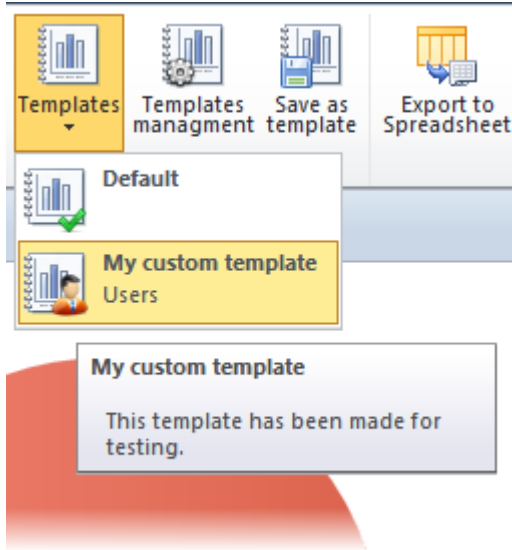 Templates
Templates
managment
Save as
template
Export to
Spreadsheet
Default
My custom template
Users
My custom template
This template has been made for
testing.